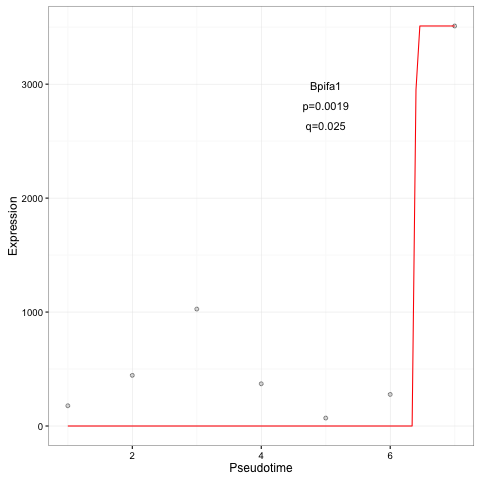 Bpifa1
p=0.0019
q=0.025
Expression
3000
2000
1000
0
2 4 6
Pseudotime